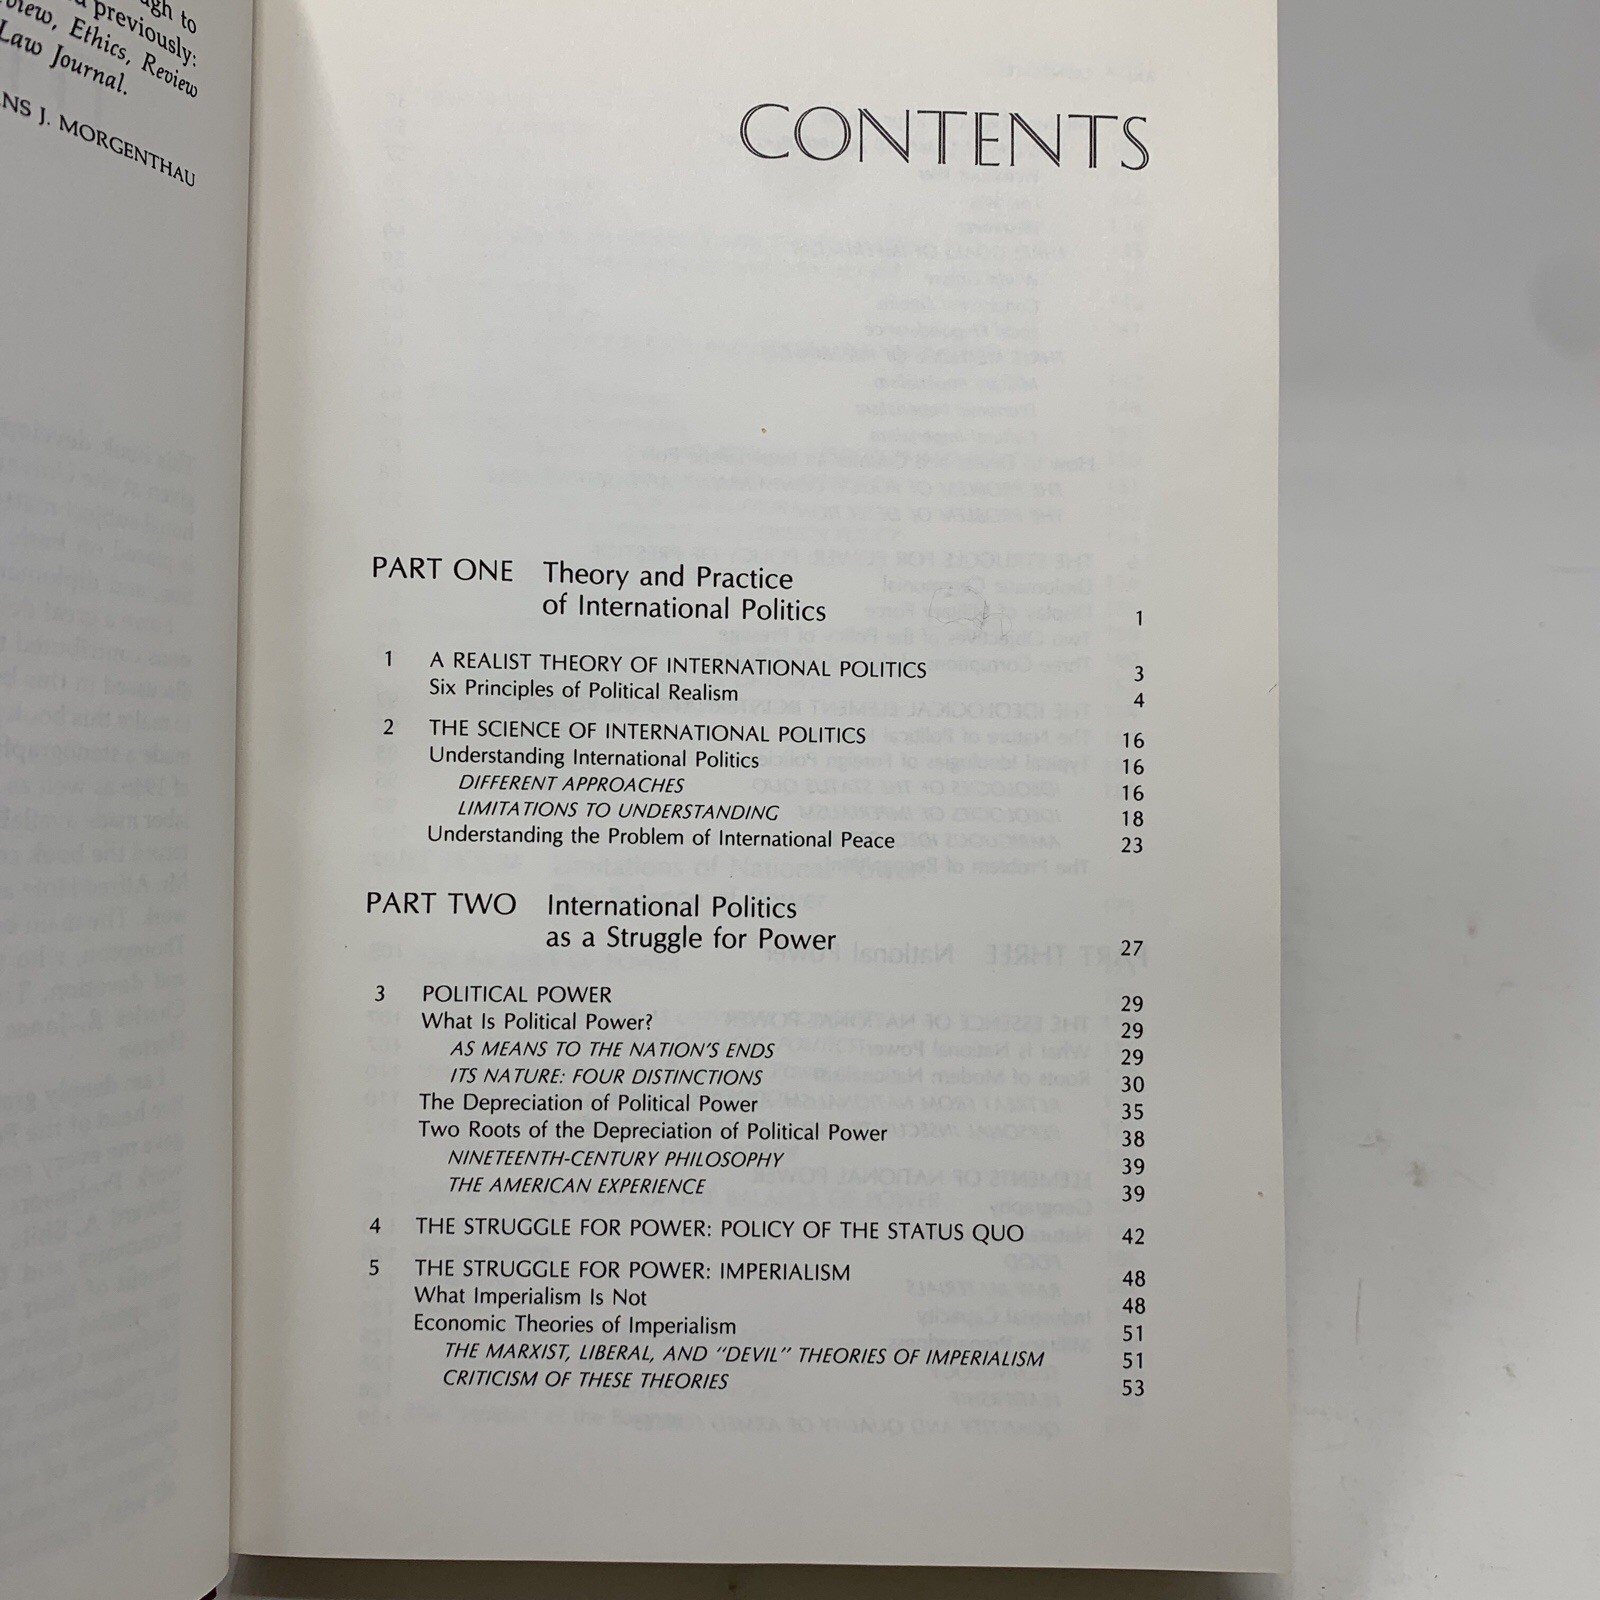 ugh to
previously:
view, Ethics, Review
Law Journal.
NS J. MORGENTHAU
CONTENTS
PART ONE Theory and Practice
of International Politics 1
1 A REALIST THEORY OF INTERNATIONAL POLITICS 3
Six Principles of Political Realism 4
2 THE SCIENCE OF INTERNATIONAL POLITICS 16
Understanding International Politics 16
DIFFERENT APPROACHES 16
LIMITATIONS TO UNDERSTANDING 18
Understanding the Problem of International Peace 23
PART TWO International Politics
as a Struggle for Power 27
3 POLITICAL POWER 29
What Is Political Power? 29
AS MEANS TO THE NATION'S ENDS 29
ITS NATURE: FOUR DISTINCTIONS 30
The Depreciation of Political Power 35
Two Roots of the Depreciation of Political Power 38
NINETEENTH-CENTURY PHILOSOPHY 39
THE AMERICAN EXPERIENCE 39
4 THE STRUGGLE FOR POWER: POLICY OF THE STATUS QUO 42
5 THE STRUGGLE FOR POWER: IMPERIALISM 48
What Imperialism Is Not 48
Economic Theories of Imperialism 51
THE MARXIST, LIBERAL, AND "DEVIL" THEORIES OF IMPERIALISM 51
CRITICISM OF THESE THEORIES 53